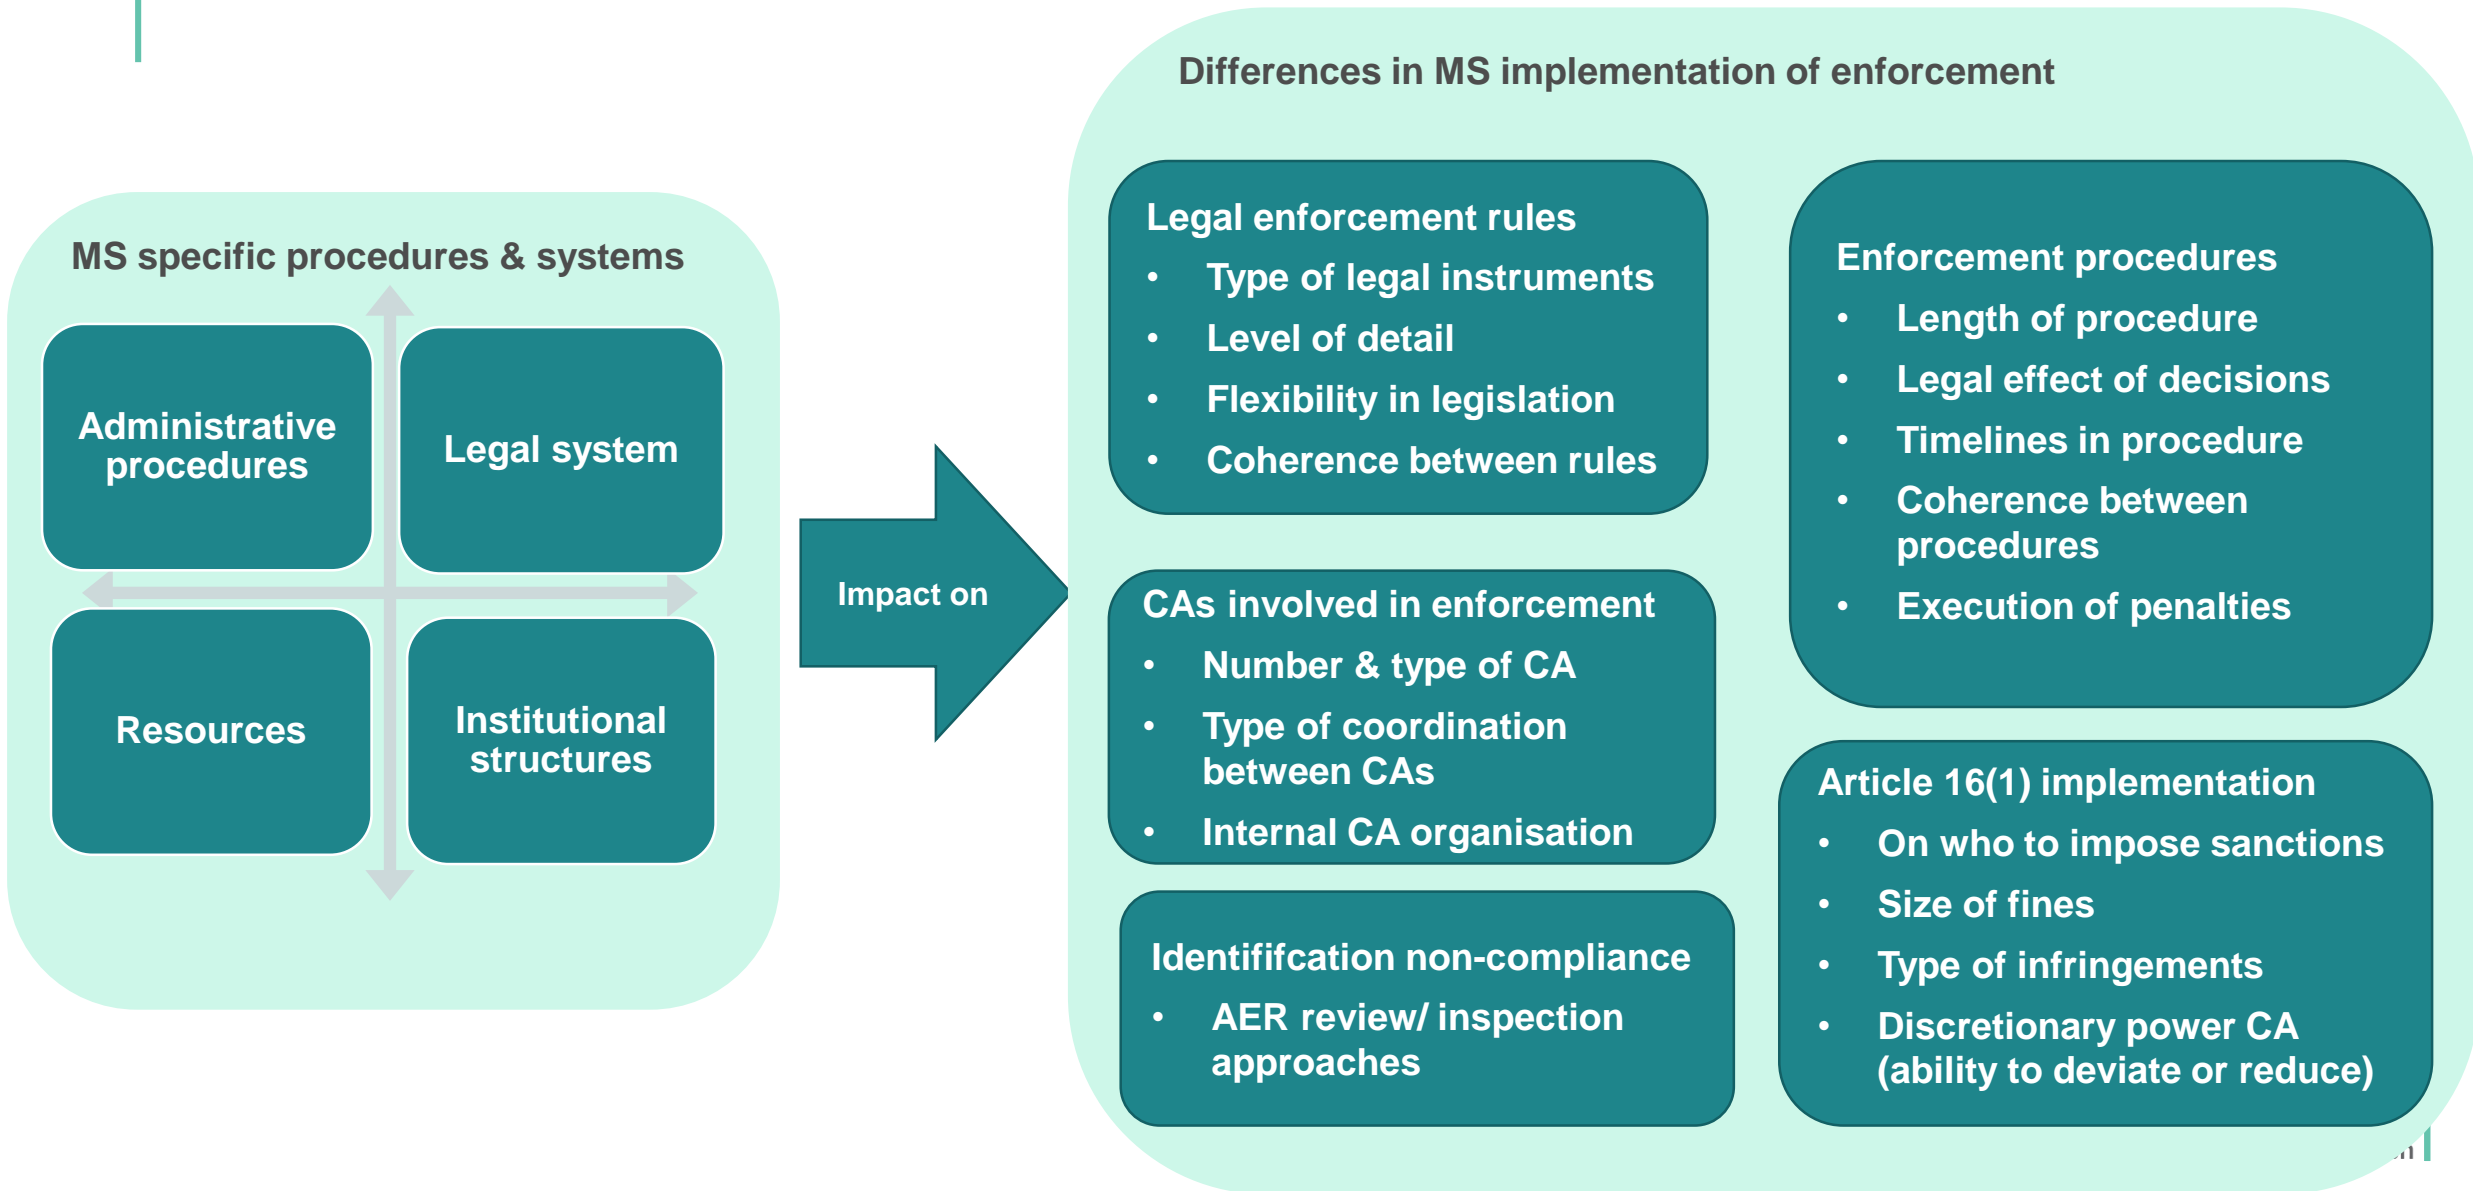 Differences in MS implementation of enforcement
MS specific procedures & systems
Administrative
procedures
Legal system
Resources
Institutional
structures
Impact on
Legal enforcement rules
• Type of legal instruments
• Level of detail
• Flexibility in legislation
• Coherence between rules
CAs involved in enforcement
• Number & type of CA
• Type of coordination
between CAs
• Internal CA organisation
Identififcation non-compliance
• AER review/ inspection
approaches
Enforcement procedures
• Length of procedure
• Legal effect of decisions
• Timelines in procedure
• Coherence between
procedures
• Execution of penalties
Article 16(1) implementation
• On who to impose sanctions
• Size of fines
• Type of infringements
• Discretionary power CA
(ability to deviate or reduce)